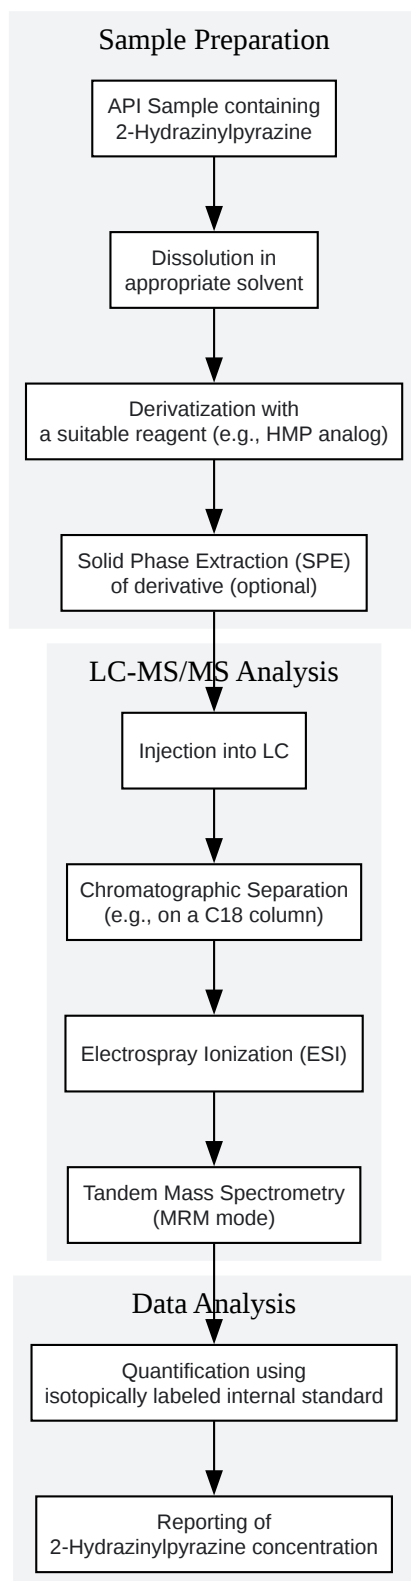 Sample Preparation
API Sample containing
2-Hydrazinylpyrazine
Dissolution in
appropriate solvent
Derivatization with
a suitable reagent (e.g., HMP analog)
Solid Phase Extraction (SPE)
of derivative (optional)
LC-MS/MS Analysis
Injection into LC
Chromatographic Separation
(e.g., on a C18 column)
Electrospray Ionization (ESI)
Tandem Mass Spectrometry
(MRM mode)
Data Analysis
Quantification using
isotopically labeled internal standard
Reporting of
2-Hydrazinylpyrazine concentration